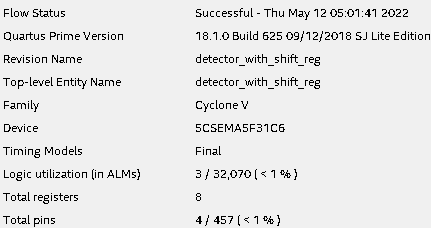 Flow Status Successful - Thu May 12 05:01:41 2022
Quartus Prime Version 18.1.0 Build 625 09/12/2018 SJ Lite Edition
Revision Name detector_with_shift_reg
Top-level Entity Name detector_with_shift_reg
Family Cyclone V
Device 5CSEMA5F31C6
Timing Models Final
Logic utilization (in ALMs) 3 / 32,070 ( < 1 % )
Total registers 8
Total pins 4 / 457 ( < 1 % )